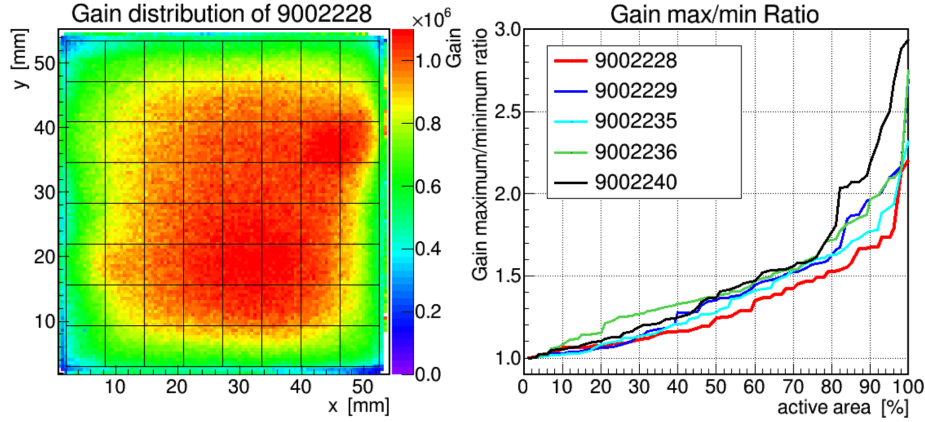 Gain distribution of 9002228
×10⁶
y [mm]
50
40
30
20
10
10 20 30 40 50
x [mm]
Gain
1.0
0.8
0.6
0.4
0.2
0.0
Gain max/min Ratio
Gain maximum/minimum ratio
3.0
2.5
2.0
1.5
1.0
9002228
9002229
9002235
9002236
9002240
0 10 20 30 40 50 60 70 80 90 100
active area [%]